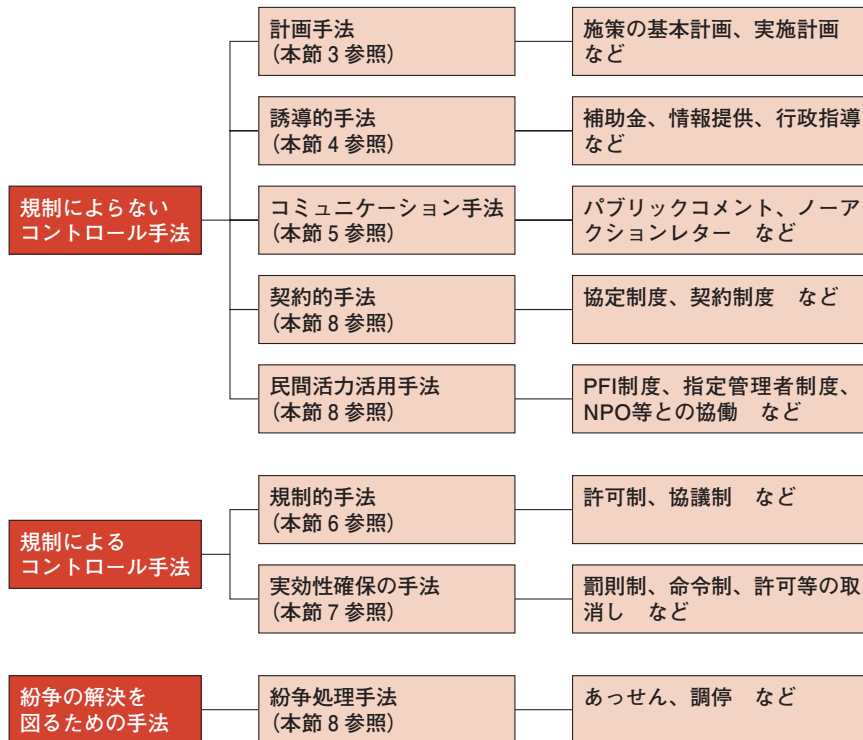 規制によらない
コントロール手法
計画手法
（本節 3 参照）
施策の基本計画、実施計画
など
誘導的手法
（本節 4 参照）
補助金、情報提供、行政指導
など
コミュニケーション手法
（本節 5 参照）
パブリックコメント、ノーア
クションレター　など
契約的手法
（本節 8 参照）
協定制度、契約制度　など
民間活力活用手法
（本節 8 参照）
PFI制度、指定管理者制度、
NPO等との協働　など
規制による
コントロール手法
規制的手法
（本節 6 参照）
許可制、協議制　など
実効性確保の手法
（本節 7 参照）
罰則制、命令制、許可等の取
消し　など
紛争の解決を
図るための手法
紛争処理手法
（本節 8 参照）
あっせん、調停　など